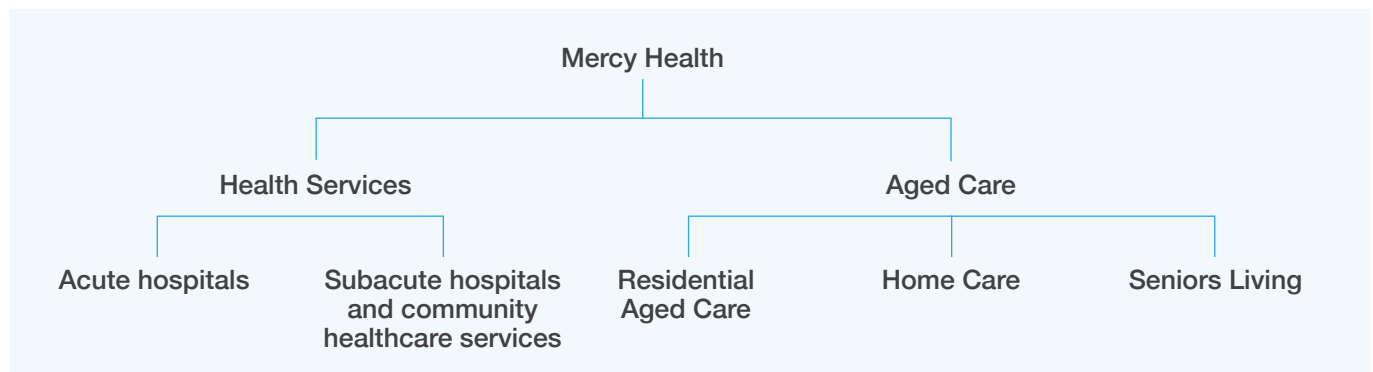 Mercy Health
Health Services
Aged Care
Acute hospitals
Subacute hospitals
and community
healthcare services
Residential
Aged Care
Home Care
Seniors Living